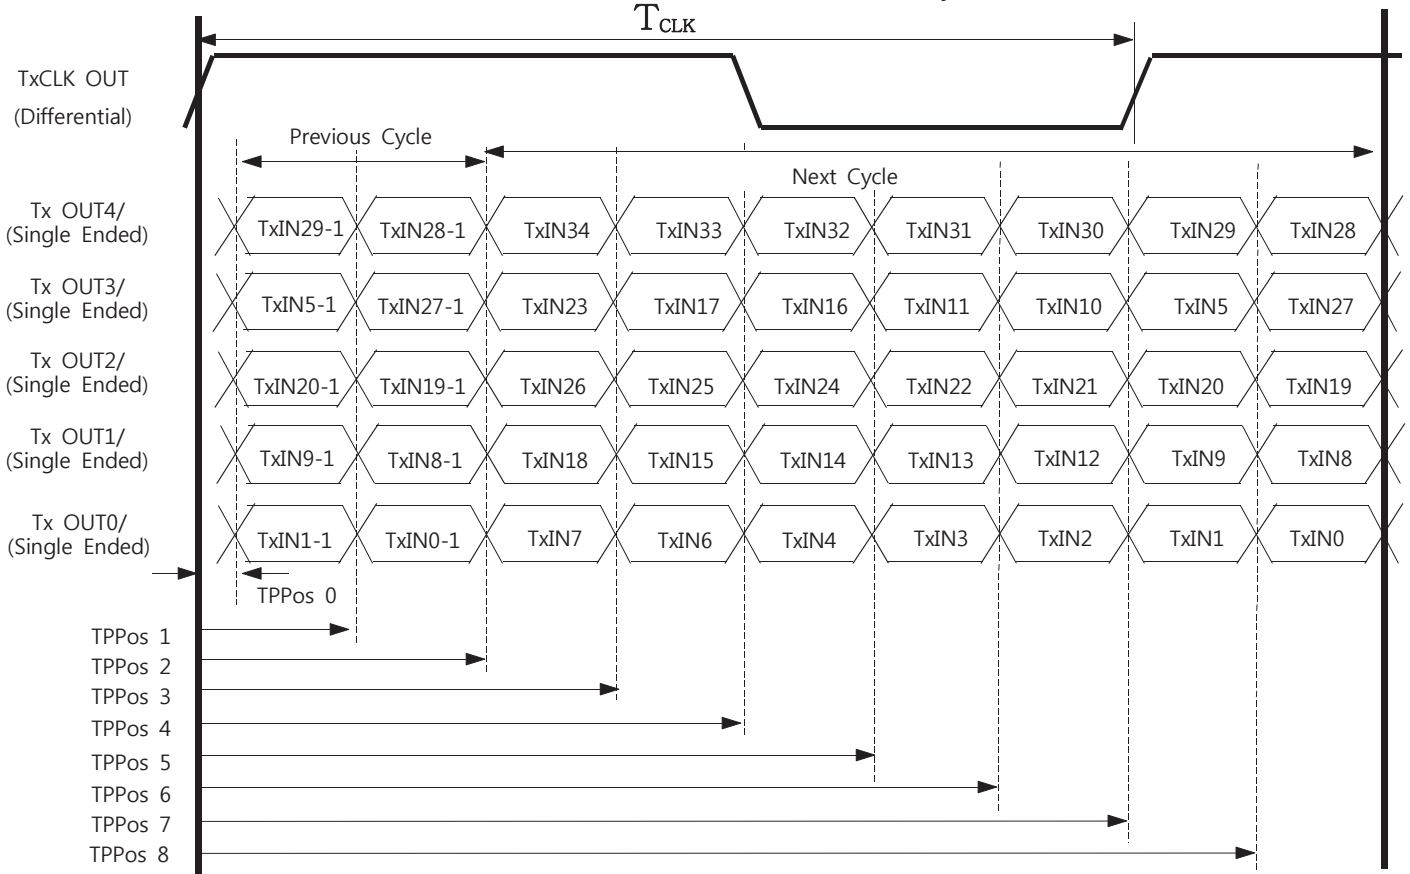 TCLK
TxCLK OUT
(Differential)
Previous Cycle
Next Cycle
Tx OUT4/
(Single Ended)
TxIN29-1 TxIN28-1 TxIN34 TxIN33 TxIN32 TxIN31 TxIN30 TxIN29 TxIN28
Tx OUT3/
(Single Ended)
TxIN5-1 TxIN27-1 TxIN23 TxIN17 TxIN16 TxIN11 TxIN10 TxIN5 TxIN27
Tx OUT2/
(Single Ended)
TxIN20-1 TxIN19-1 TxIN26 TxIN25 TxIN24 TxIN22 TxIN21 TxIN20 TxIN19
Tx OUT1/
(Single Ended)
TxIN9-1 TxIN8-1 TxIN18 TxIN15 TxIN14 TxIN13 TxIN12 TxIN9 TxIN8
Tx OUT0/
(Single Ended)
TxIN1-1 TxIN0-1 TxIN7 TxIN6 TxIN4 TxIN3 TxIN2 TxIN1 TxIN0
TPPos 0
TPPos 1
TPPos 2
TPPos 3
TPPos 4
TPPos 5
TPPos 6
TPPos 7
TPPos 8